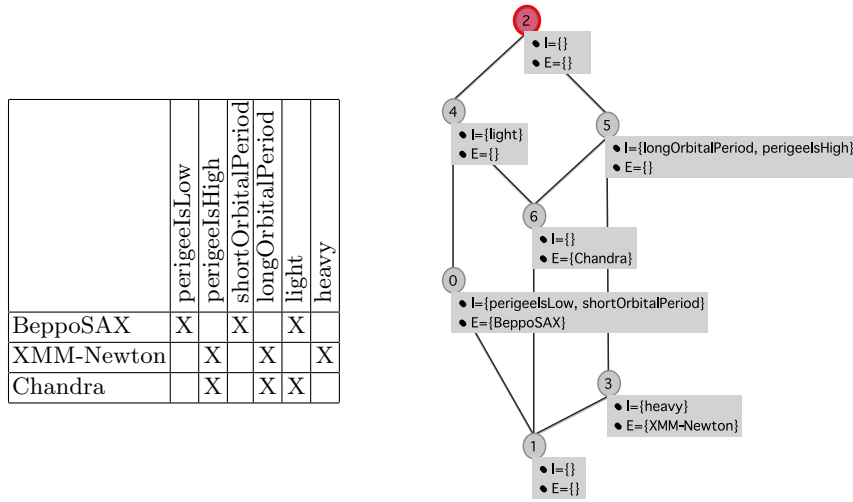 perigeeIsLow
perigeeIsHigh
shortOrbitalPeriod
longOrbitalPeriod
light
heavy
BeppoSAX X X X
XMM-Newton X X X
Chandra X X X
2
• I={}
• E={}
4
• I={light}
• E={}
5
• I={longOrbitalPeriod, perigeeIsHigh}
• E={}
6
• I={}
• E={Chandra}
0
• I={perigeeIsLow, shortOrbitalPeriod}
• E={BeppoSAX}
3
• I={heavy}
• E={XMM-Newton}
1
• I={}
• E={}